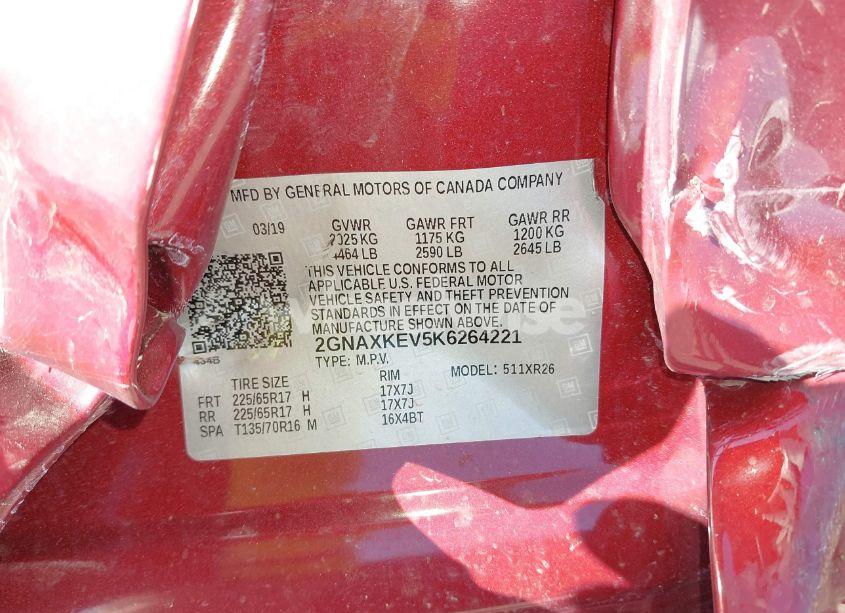 MFD BY GENERAL MOTORS OF CANADA COMPANY
03/19 GVWR GAWR FRT GAWR RR
2325 KG 1175 KG 1200 KG
464 LB 2590 LB 2645 LB
THIS VEHICLE CONFORMS TO ALL
APPLICABLE U.S. FEDERAL MOTOR
VEHICLE SAFETY AND THEFT PREVENTION
STANDARDS IN EFFECT ON THE DATE OF
MANUFACTURE SHOWN ABOVE.
2GNAXKEV5K6264221
434B
TYPE: M.P.V. MODEL: 511XR26
TIRE SIZE RIM
FRT 225/65R17 H 17X7J
RR 225/65R17 H 17X7J
SPA T135/70R16 M 16X4BT